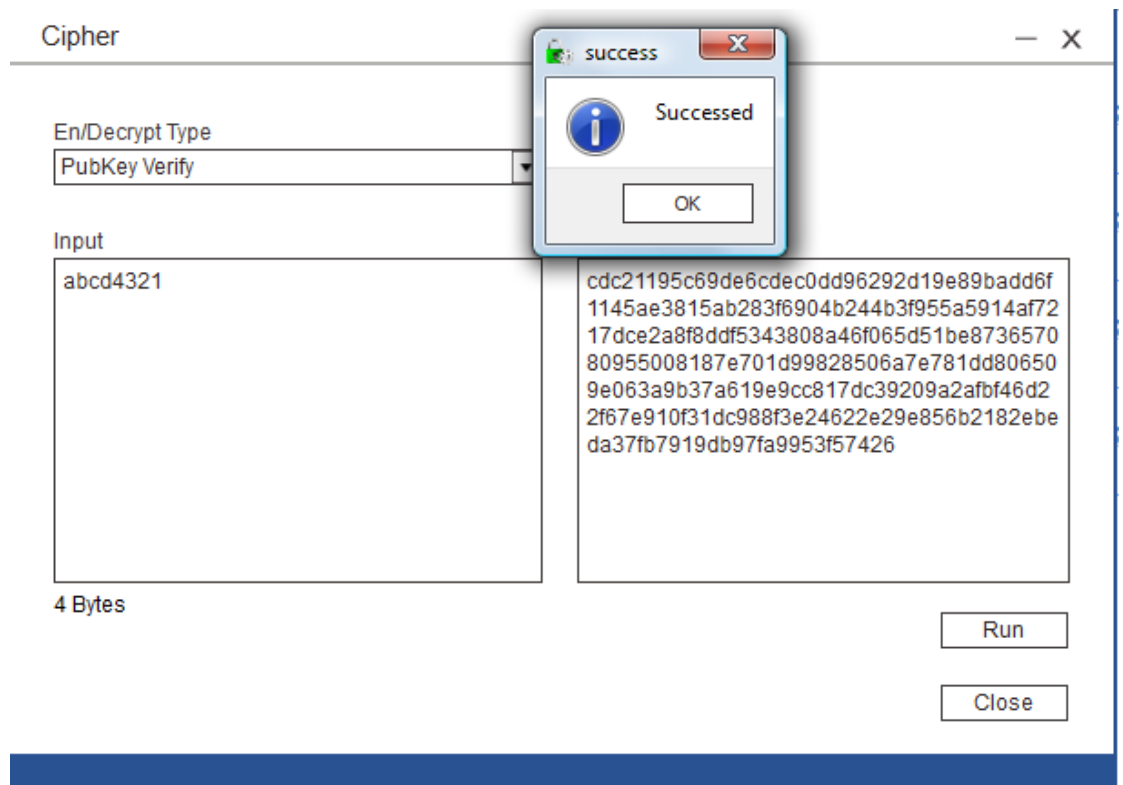 Cipher
success
Successed
OK
En/Decrypt Type
PubKey Verify
Input
abcd4321
cdc21195c69de6cdec0dd96292d19e89badd6f
1145ae3815ab283f6904b244b3f955a5914af72
17dce2a8f8ddf5343808a46f065d51be8736570
80955008187e701d99828506a7e781dd80650
9e063a9b37a619e9cc817dc39209a2afbf46d2
2f67e910f31dc988f3e24622e29e856b2182ebe
da37fb7919db97fa9953f57426
4 Bytes
Run
Close